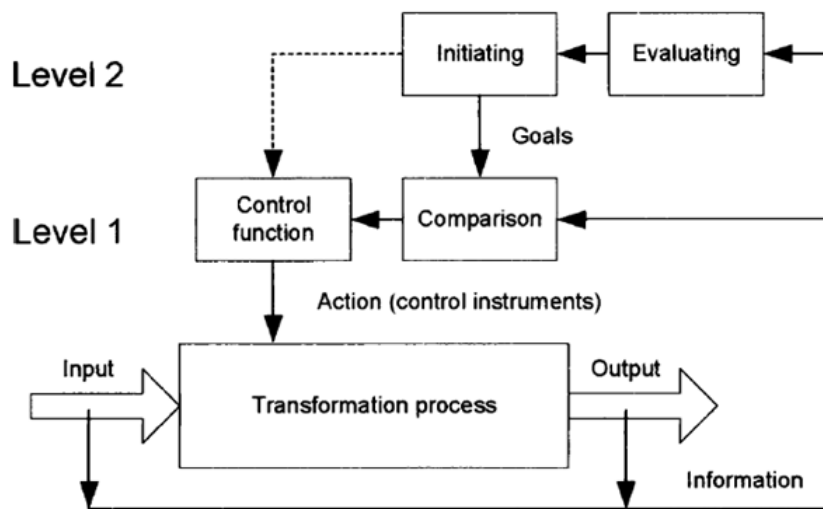 Level 2
Initiating
Evaluating
Goals
Level 1
Control
function
Comparison
Action (control instruments)
Input
Transformation process
Output
Information